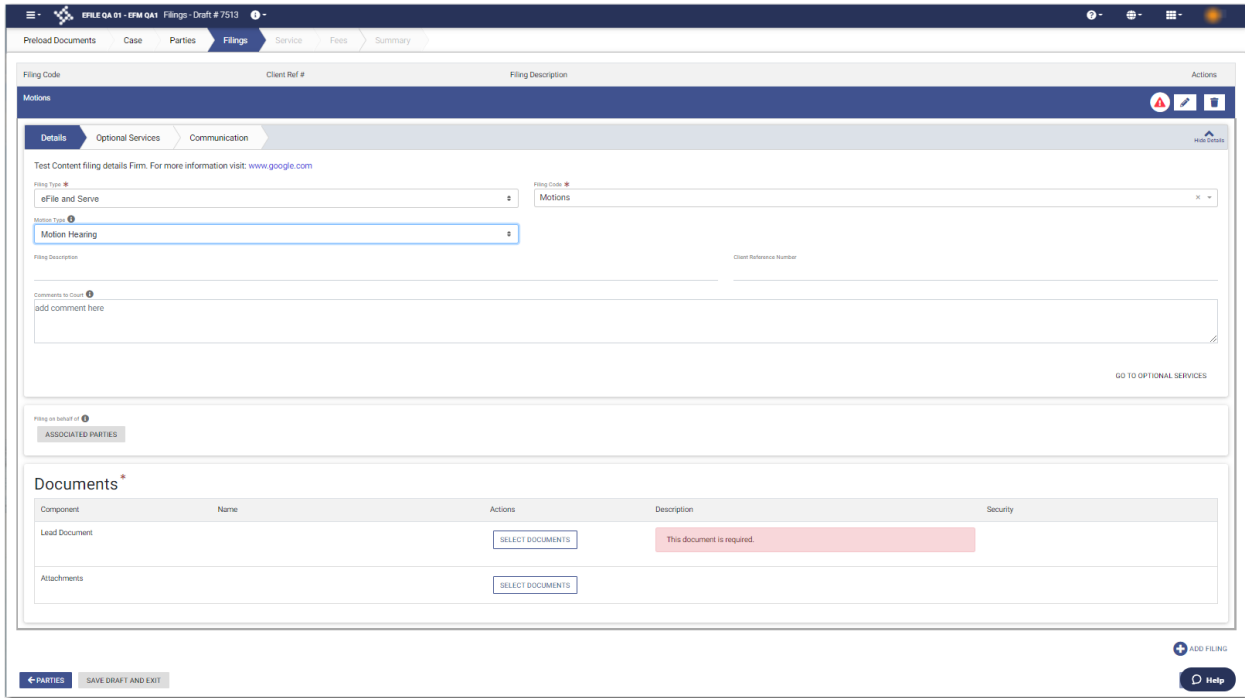 EFILE QA 01 - EFM QA1 Filings - Draft # 7513
Preload Documents Case Parties Filings Service Fees Summary
Filing Code Client Ref # Filing Description Actions
Motions
Details Optional Services Communication Hide Details
Test Content filing details Firm. For more information visit: www.google.com
Filing Type * Filing Code *
eFile and Serve Motions
Motion Type
Motion Hearing
Filing Description Client Reference Number
Comments to Court
add comment here
GO TO OPTIONAL SERVICES
Filing on behalf of
ASSOCIATED PARTIES
Documents *
Component Name Actions Description Security
Lead Document SELECT DOCUMENTS This document is required.
Attachments SELECT DOCUMENTS
ADD FILING
PARTIES SAVE DRAFT AND EXIT Help